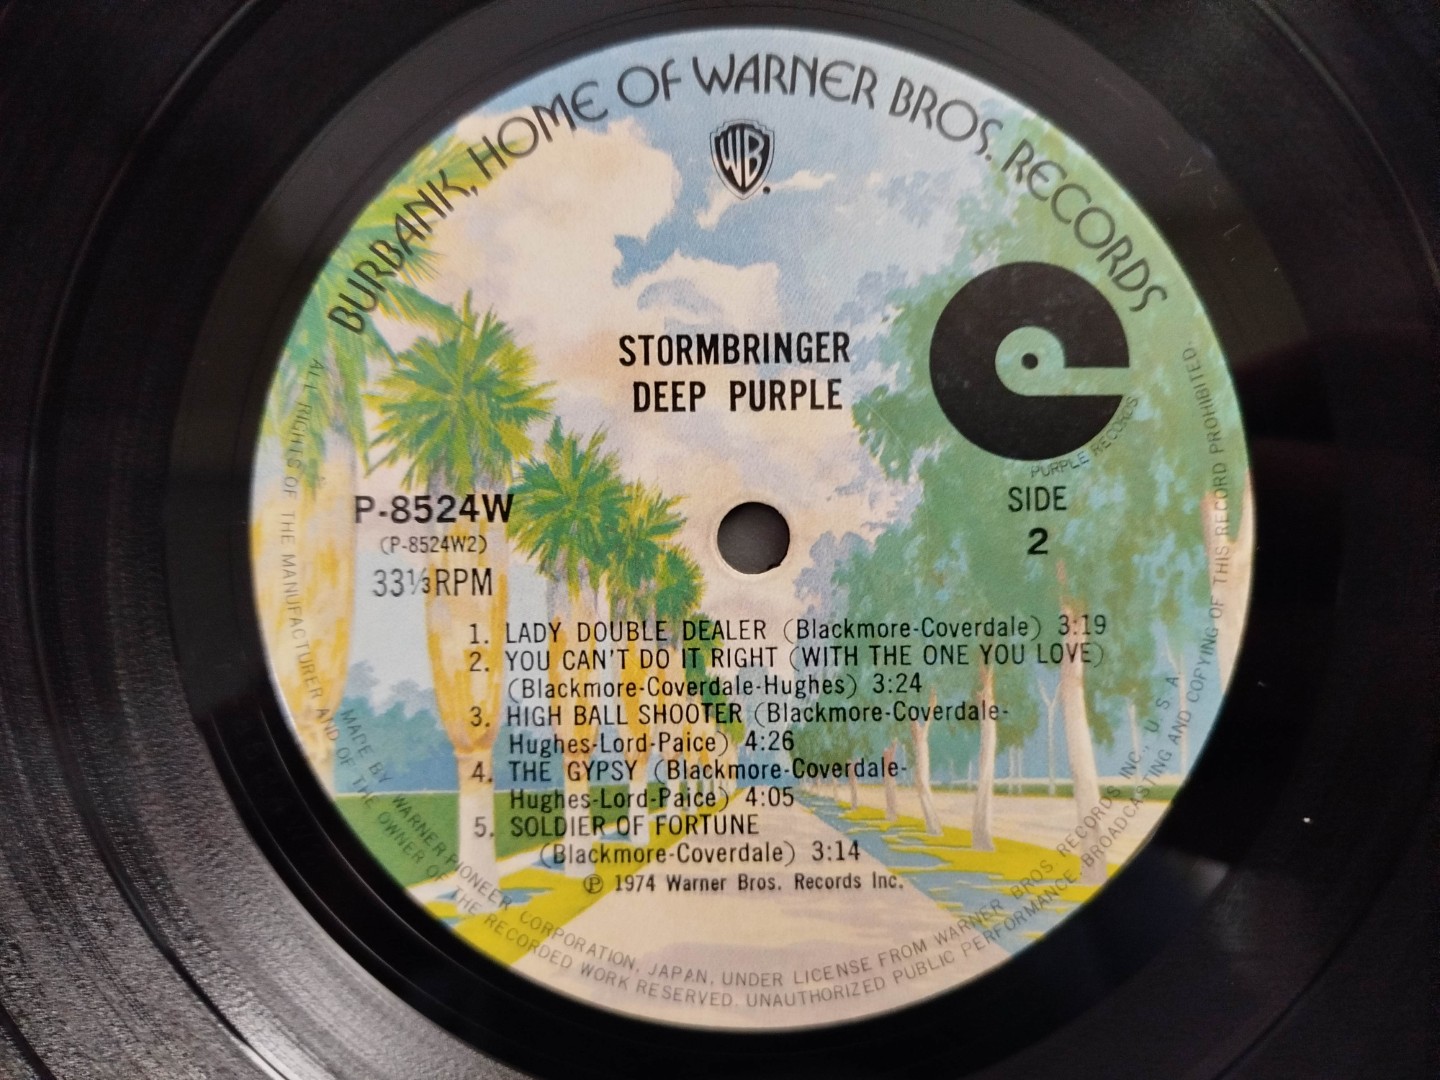 BURBANK, HOME OF WARNER BROS. RECORDS
WB
STORMBRINGER
DEEP PURPLE
PURPLE RECORDS
P-8524W
(P-8524W2)
33⅓RPM
SIDE
2
1. LADY DOUBLE DEALER (Blackmore-Coverdale) 3:19
2. YOU CAN'T DO IT RIGHT (WITH THE ONE YOU LOVE)
(Blackmore-Coverdale-Hughes) 3:24
3. HIGH BALL SHOOTER (Blackmore-Coverdale-
Hughes-Lord-Paice) 4:26
4. THE GYPSY (Blackmore-Coverdale-
Hughes-Lord-Paice) 4:05
5. SOLDIER OF FORTUNE
(Blackmore-Coverdale) 3:14
℗ 1974 Warner Bros. Records Inc.
MADE BY WARNER PIONEER CORPORATION, JAPAN, UNDER LICENSE FROM WARNER BROS. RECORDS INC., U.S.A.
ALL RIGHTS OF THE MANUFACTURER AND OF THE OWNER OF THE RECORDED WORK RESERVED. UNAUTHORIZED PUBLIC PERFORMANCE, BROADCASTING AND COPYING OF THIS RECORD PROHIBITED.